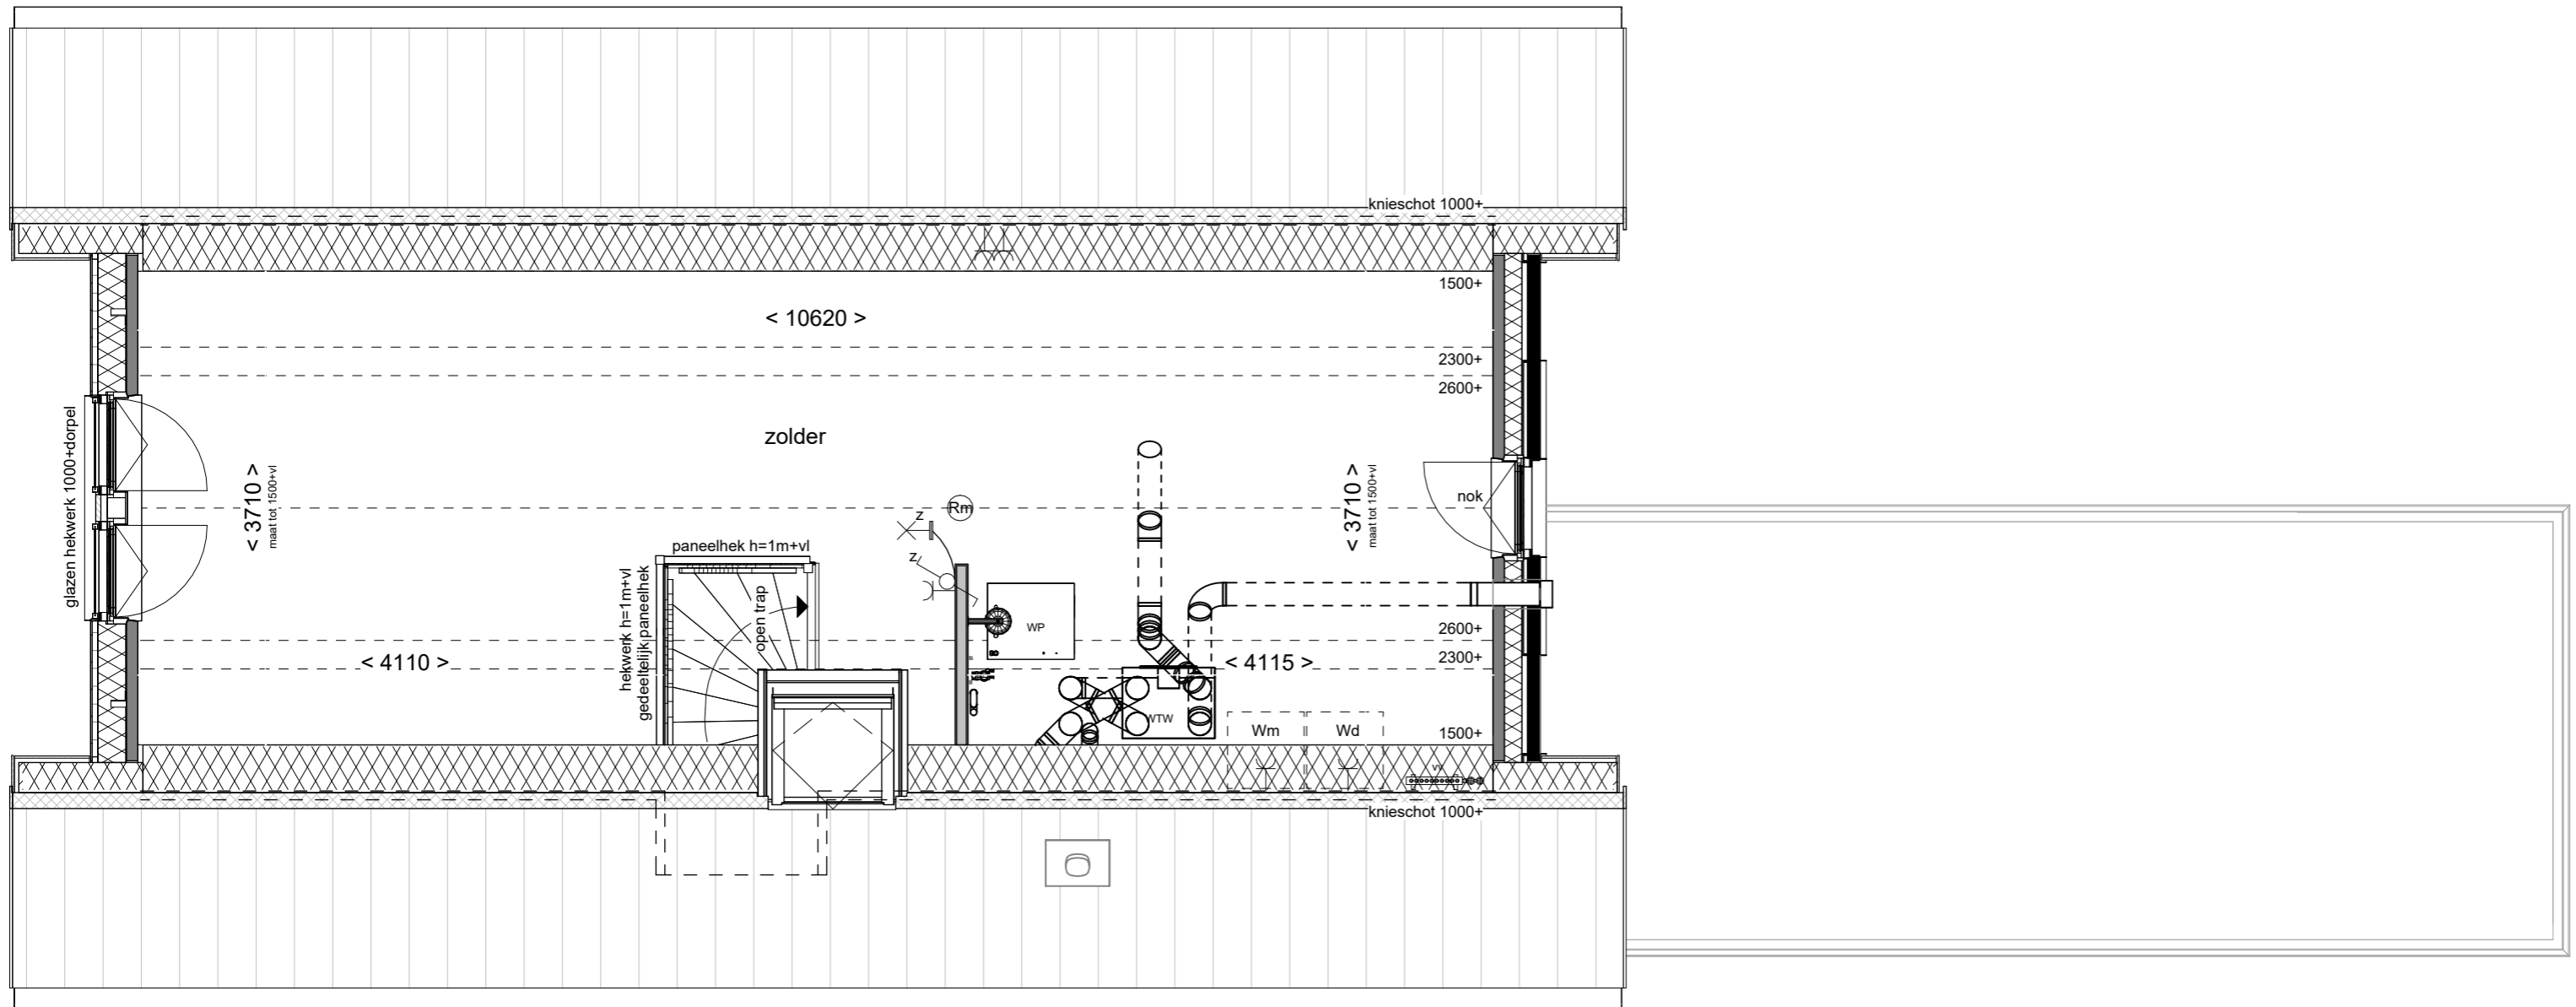 knieschot 1000+
1500+
< 10620 >
2300+
2600+
glazen hekwerk 1000+dorpel
zolder
< 3710 >
maat tot 1500+vl
< 3710 >
maat tot 1500+vl
nok
Rm
z
z
paneelhek h=1m+vl
hekwerk h=1m+vl
gedeeltelijk paneelhek
open trap
WP
2600+
< 4110 >
< 4115 >
2300+
WTW
Wm
Wd
1500+
vv
knieschot 1000+